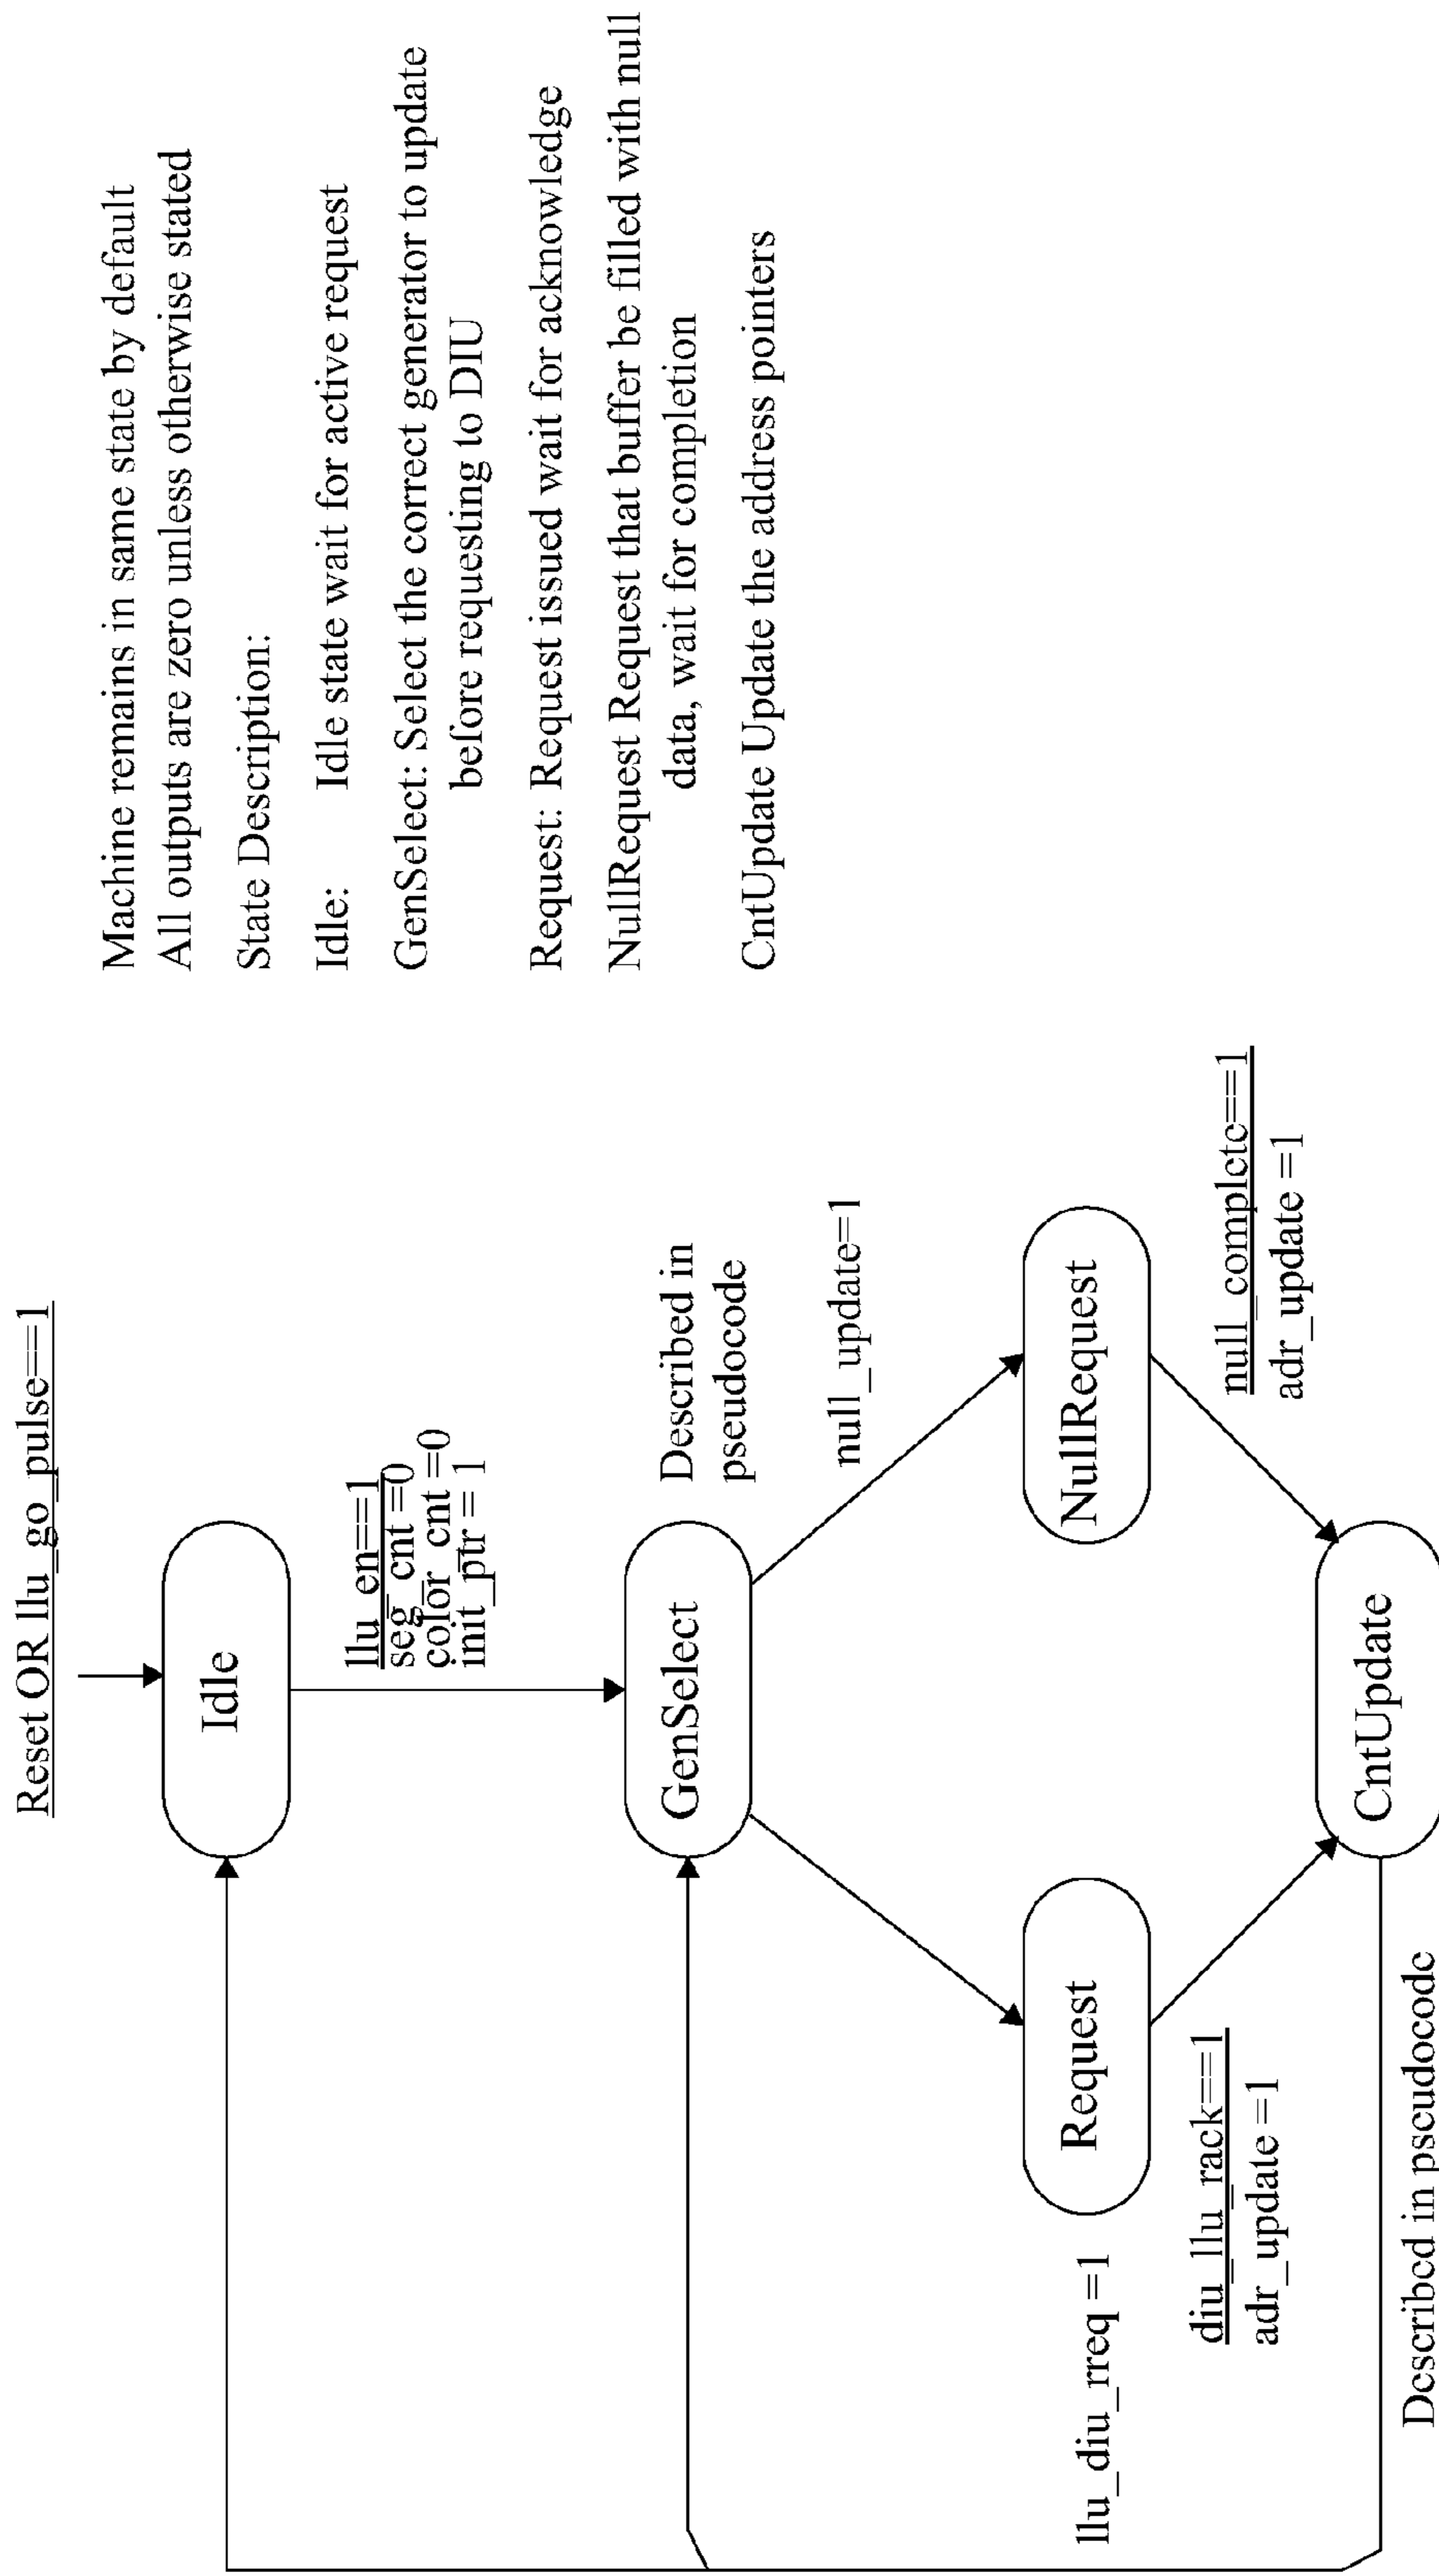 Reset OR llu_go_pulse==1
Idle
llu_en==1
seg_cnt =0
color_cnt =0
init_ptr = 1
GenSelect
Described in
pseudocode
null_update=1
Request
NullRequest
llu_diu_rreq =1
diu_llu_rack==1
adr_update =1
null_complete==1
adr_update =1
CntUpdate
Described in pseudocode
Machine remains in same state by default
All outputs are zero unless otherwise stated
State Description:
Idle: Idle state wait for active request
GenSelect: Select the correct generator to update
before requesting to DIU
Request: Request issued wait for acknowledge
NullRequest Request that buffer be filled with null
data, wait for completion
CntUpdate Update the address pointers